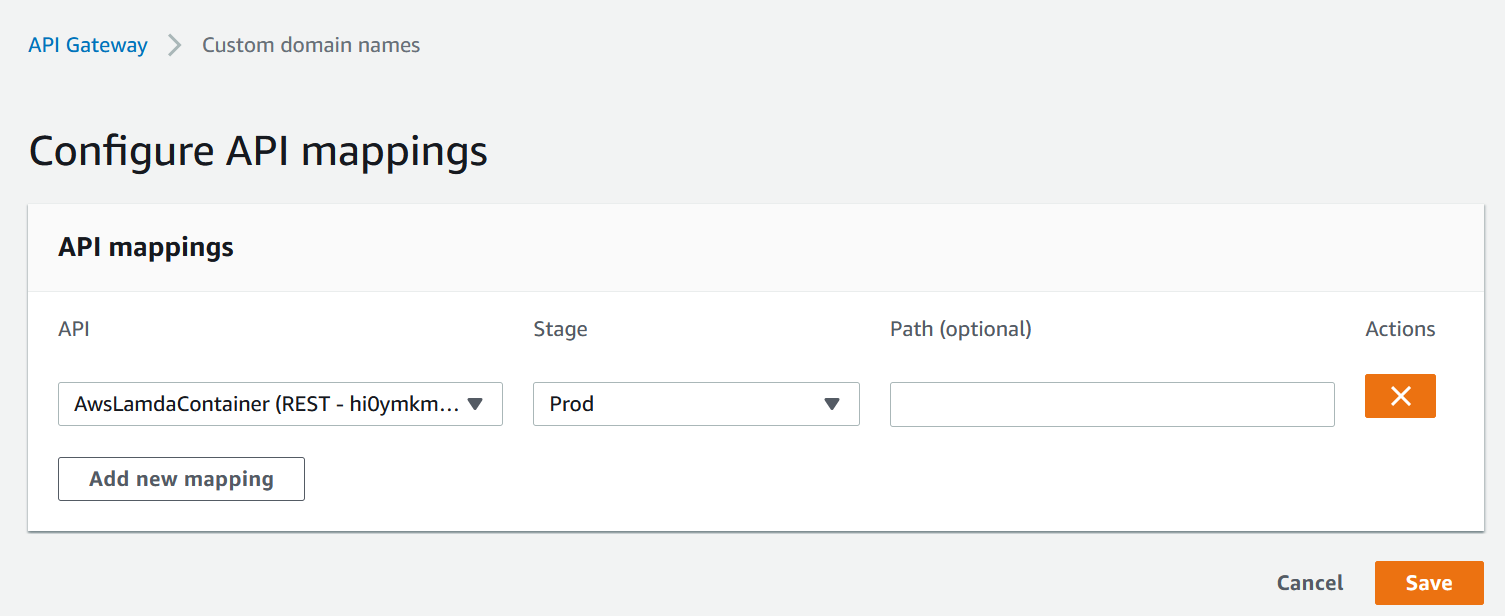 API Gateway > Custom domain names
Configure API mappings
API mappings
API Stage Path (optional) Actions
AwsLamdaContainer (REST - hi0ymkm... Prod
Add new mapping
Cancel Save